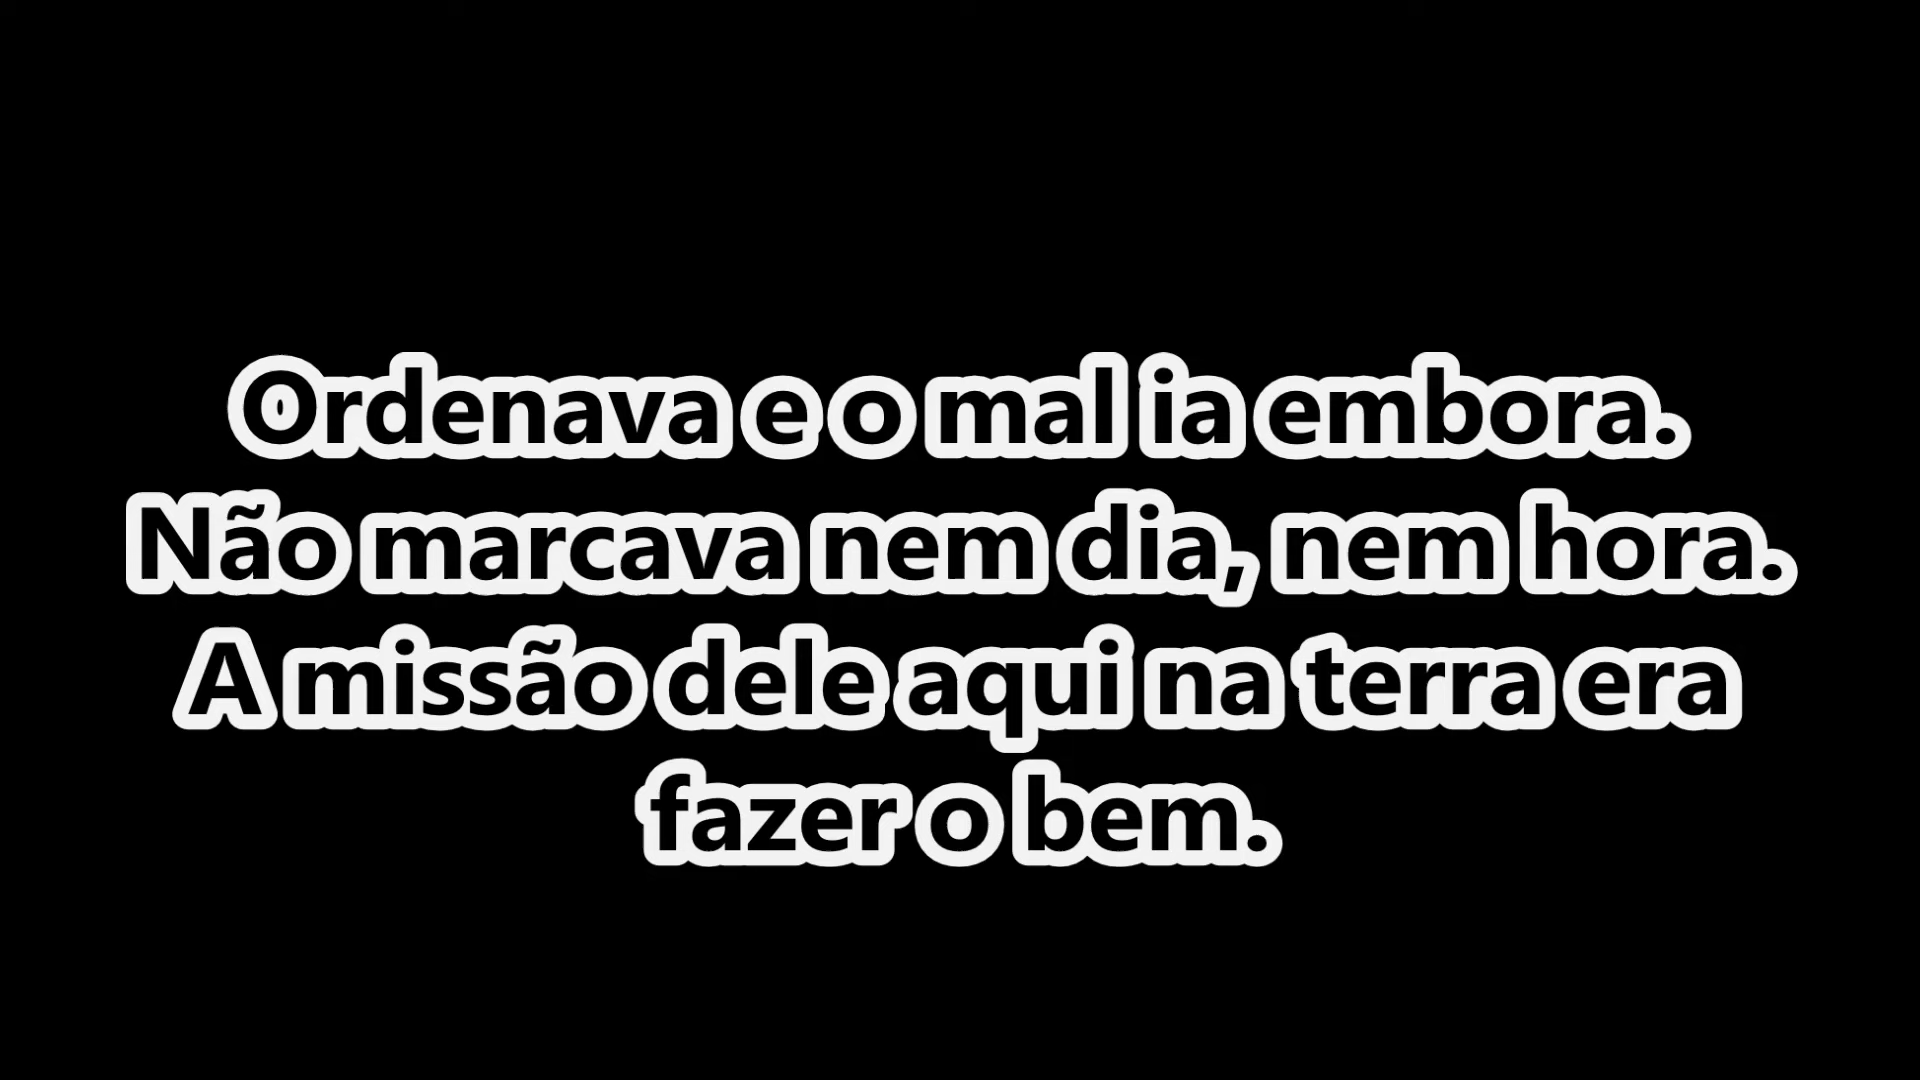 Ordenava e o mal ia embora.
Não marcava nem dia, nem hora.
A missão dele aqui na terra era
fazer o bem.